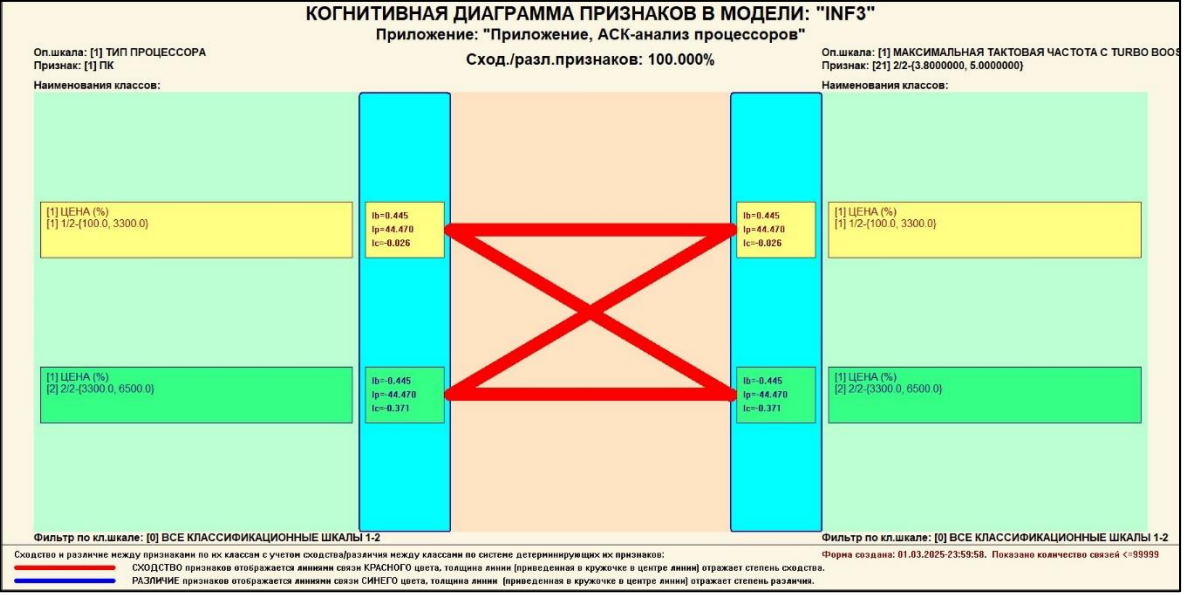 КОГНИТИВНАЯ ДИАГРАММА ПРИЗНАКОВ В МОДЕЛИ: "INF3"
Приложение: "Приложение, АСК-анализ процессоров"
Оп.шкала: [1] ТИП ПРОЦЕССОРА
Признак: [1] ПК
Сход./разл.признаков: 100.000%
Оп.шкала: [1] МАКСИМАЛЬНАЯ ТАКТОВАЯ ЧАСТОТА С TURBO BOOS
Признак: [21] 2/2-{3.8000000, 5.0000000}
Наименования классов:
Наименования классов:
[1] ЦЕНА (%)
[1] 1/2-{100.0, 3300.0}
Ib=0.445
Ip=44.470
Ic=-0.026
Ib=0.445
Ip=44.470
Ic=-0.026
[1] ЦЕНА (%)
[1] 1/2-{100.0, 3300.0}
[1] ЦЕНА (%)
[2] 2/2-{3300.0, 6500.0}
Ib=-0.445
Ip=-44.470
Ic=-0.371
Ib=-0.445
Ip=-44.470
Ic=-0.371
[1] ЦЕНА (%)
[2] 2/2-{3300.0, 6500.0}
Фильтр по кл.шкале: [0] ВСЕ КЛАССИФИКАЦИОННЫЕ ШКАЛЫ 1-2
Фильтр по кл.шкале: [0] ВСЕ КЛАССИФИКАЦИОННЫЕ ШКАЛЫ 1-2
Сходство и различие между признаками по их классам с учетом сходства/различия между классами по системе детерминирующих их признаков:
Форма создана: 01.03.2025-23:59:58. Показано количество связей <=99999
СХОДСТВО признаков отображается линиями связи КРАСНОГО цвета, толщина линии (приведенная в кружочке в центре линии) отражает степень сходства.
РАЗЛИЧИЕ признаков отображается линиями связи СИНЕГО цвета, толщина линии (приведенная в кружочке в центре линии) отражает степень различия.